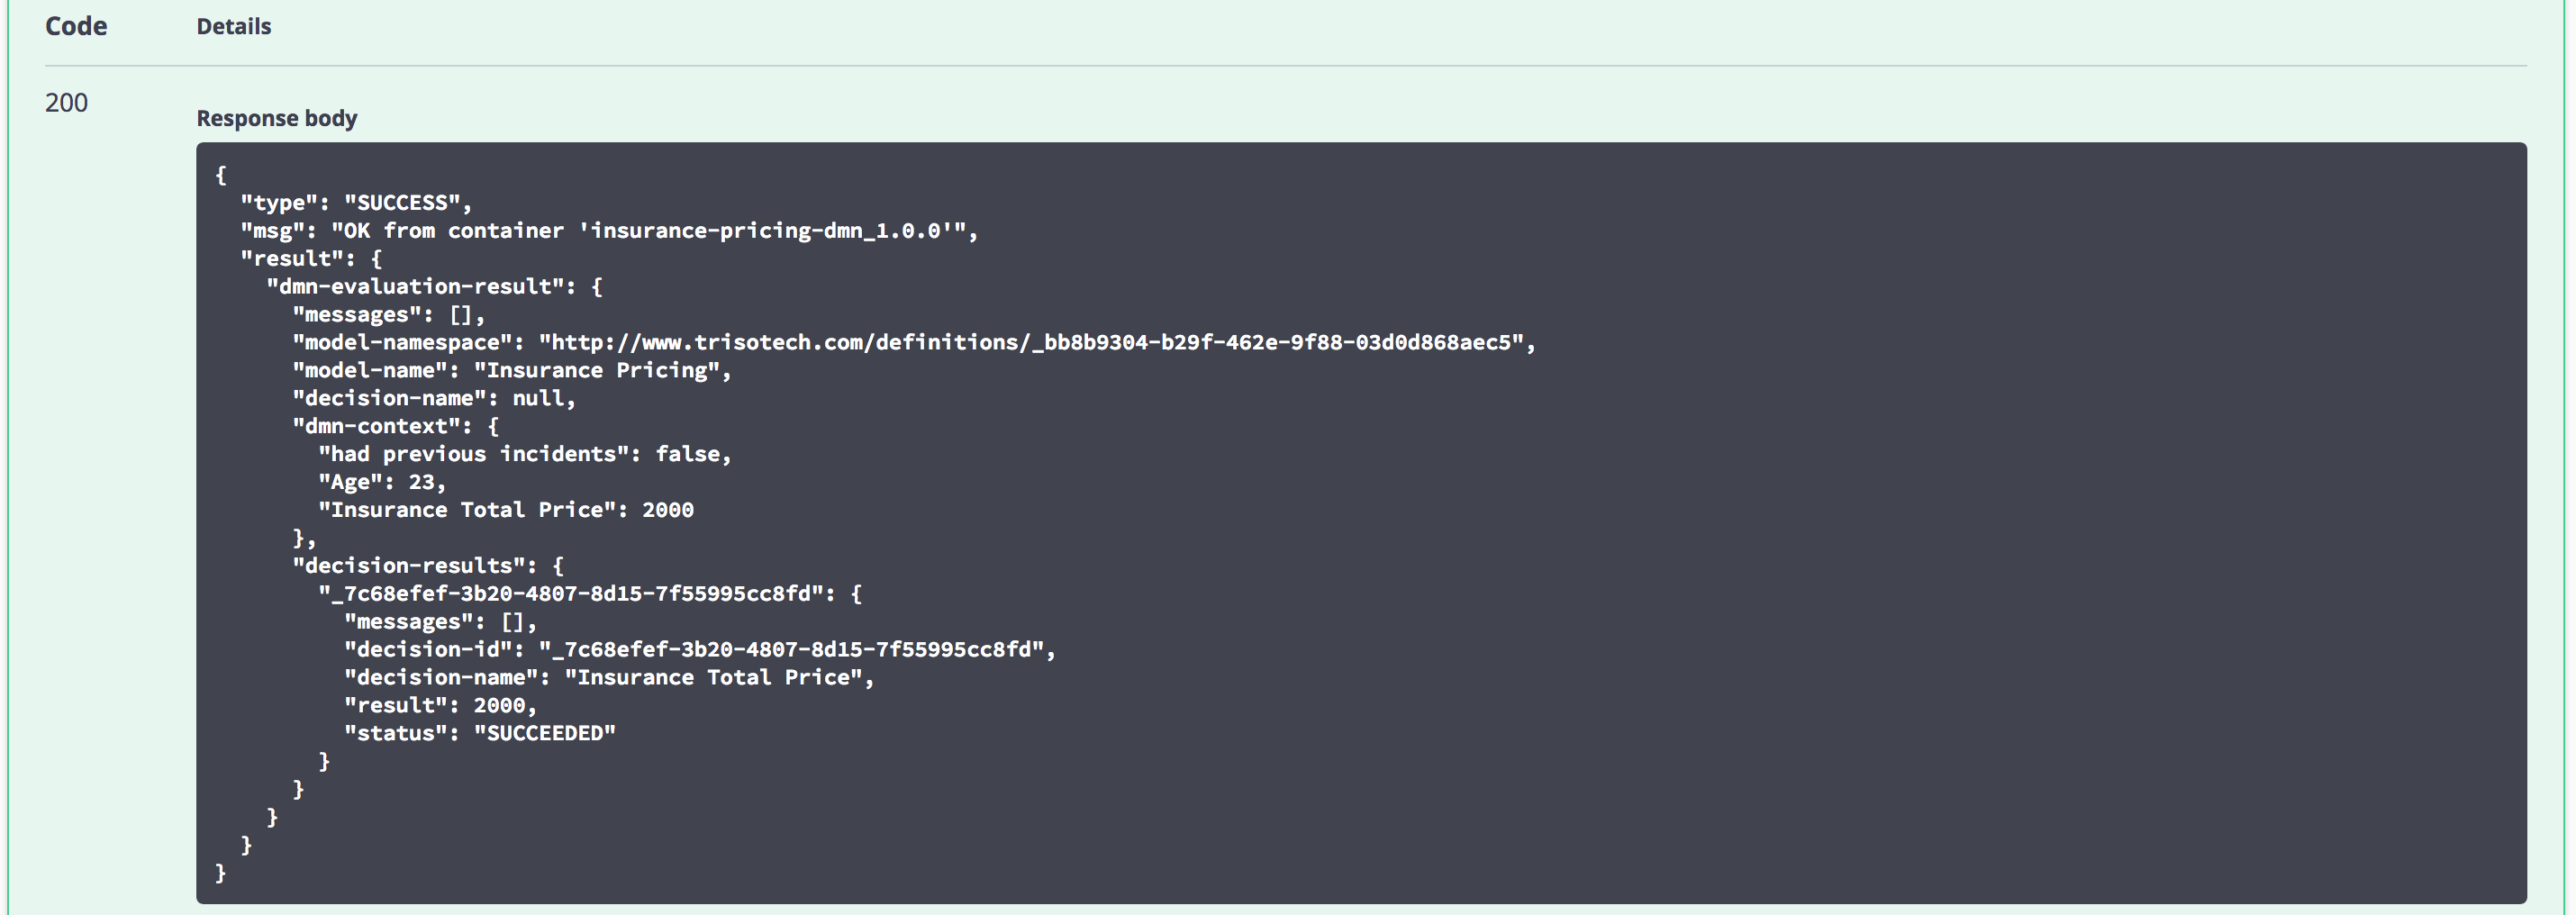 Code Details
200
Response body
{
  "type": "SUCCESS",
  "msg": "OK from container 'insurance-pricing-dmn_1.0.0'",
  "result": {
    "dmn-evaluation-result": {
      "messages": [],
      "model-namespace": "http://www.trisotech.com/definitions/_bb8b9304-b29f-462e-9f88-03d0d868aec5",
      "model-name": "Insurance Pricing",
      "decision-name": null,
      "dmn-context": {
        "had previous incidents": false,
        "Age": 23,
        "Insurance Total Price": 2000
      },
      "decision-results": {
        "_7c68efef-3b20-4807-8d15-7f55995cc8fd": {
          "messages": [],
          "decision-id": "_7c68efef-3b20-4807-8d15-7f55995cc8fd",
          "decision-name": "Insurance Total Price",
          "result": 2000,
          "status": "SUCCEEDED"
        }
      }
    }
  }
}